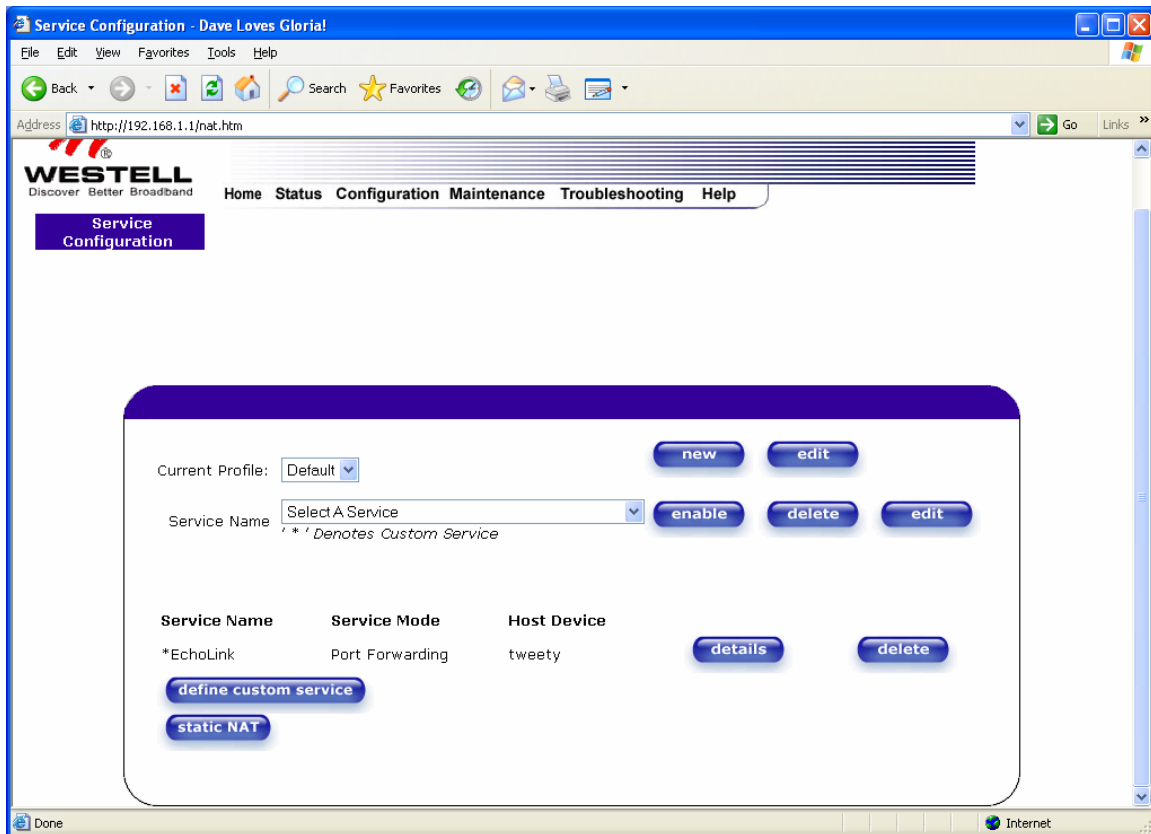 Service Configuration - Dave Loves Gloria!
File Edit View Favorites Tools Help
Back Search Favorites
Address http://192.168.1.1/nat.htm Go Links »
®
WESTELL
Discover Better Broadband
Home Status Configuration Maintenance Troubleshooting Help
Service
Configuration
Current Profile: Default new edit
Service Name Select A Service enable delete edit
' * ' Denotes Custom Service
Service Name Service Mode Host Device
*EchoLink Port Forwarding tweety details delete
define custom service
static NAT
Done Internet